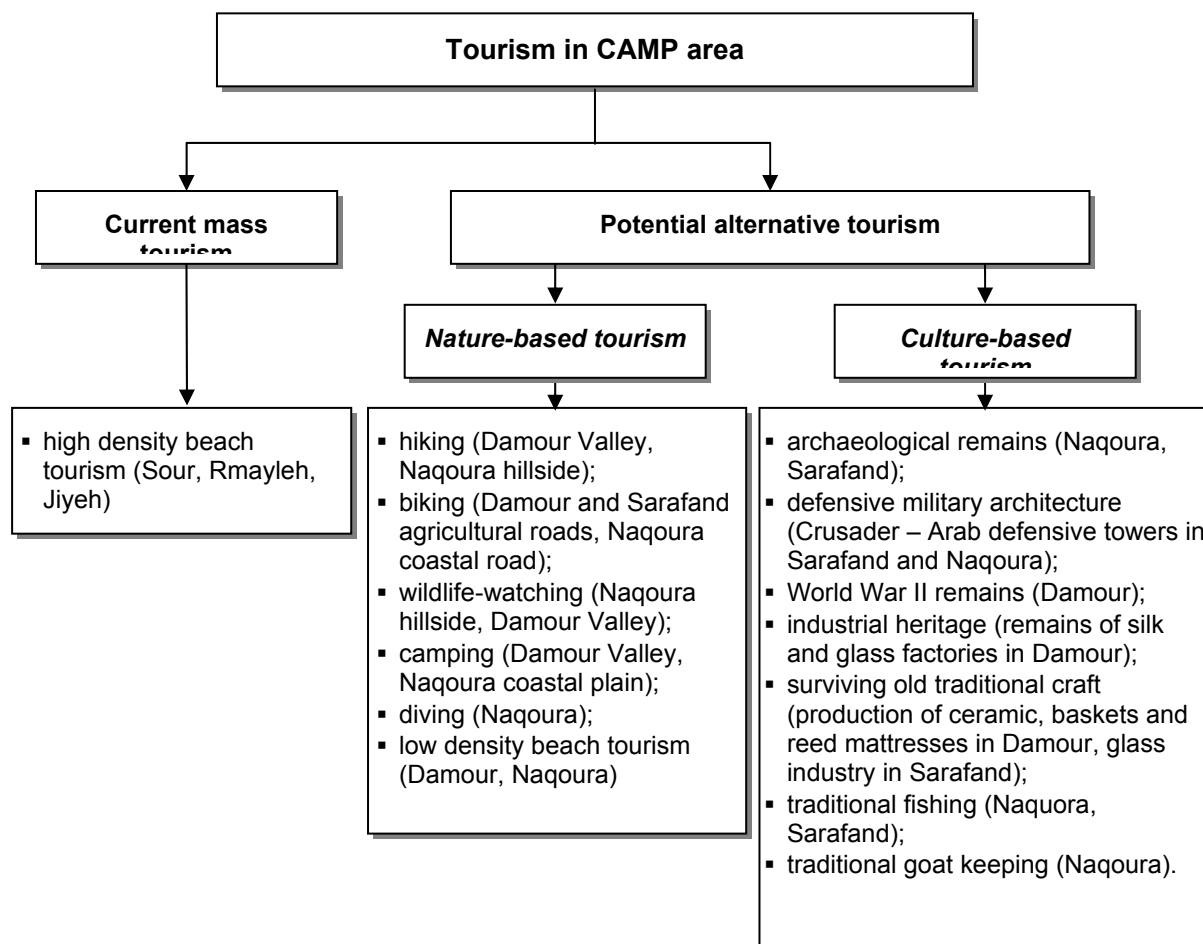 Tourism in CAMP area
Current mass
tourism
Potential alternative tourism
Nature-based tourism
Culture-based
tourism
▪ high density beach
tourism (Sour, Rmayleh,
Jiyeh)
▪ hiking (Damour Valley,
Naqoura hillside);
▪ biking (Damour and Sarafand
agricultural roads, Naqoura
coastal road);
▪ wildlife-watching (Naqoura
hillside, Damour Valley);
▪ camping (Damour Valley,
Naqoura coastal plain);
▪ diving (Naqoura);
▪ low density beach tourism
(Damour, Naqoura)
▪ archaeological remains (Naqoura,
Sarafand);
▪ defensive military architecture
(Crusader – Arab defensive towers in
Sarafand and Naqoura);
▪ World War II remains (Damour);
▪ industrial heritage (remains of silk
and glass factories in Damour);
▪ surviving old traditional craft
(production of ceramic, baskets and
reed mattresses in Damour, glass
industry in Sarafand);
▪ traditional fishing (Naquora,
Sarafand);
▪ traditional goat keeping (Naqoura).